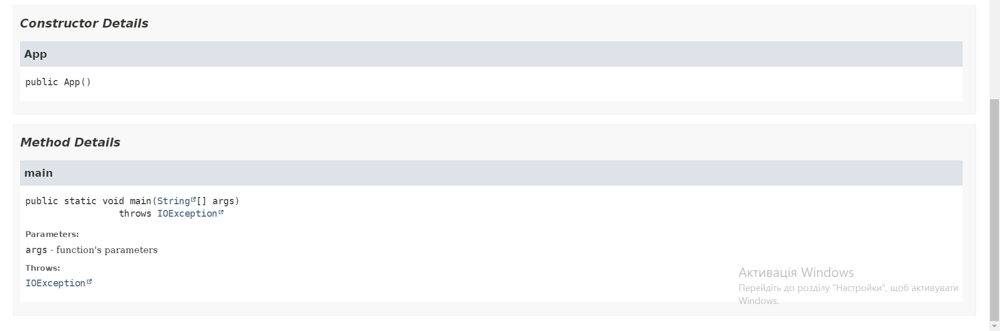 Constructor Details
App
public App()
Method Details
main
public static void main(String[] args)
throws IOException
Parameters:
args - function's parameters
Throws:
IOException
Активація Windows
Перейдіть до розділу "Настройки", щоб активувати
Windows.